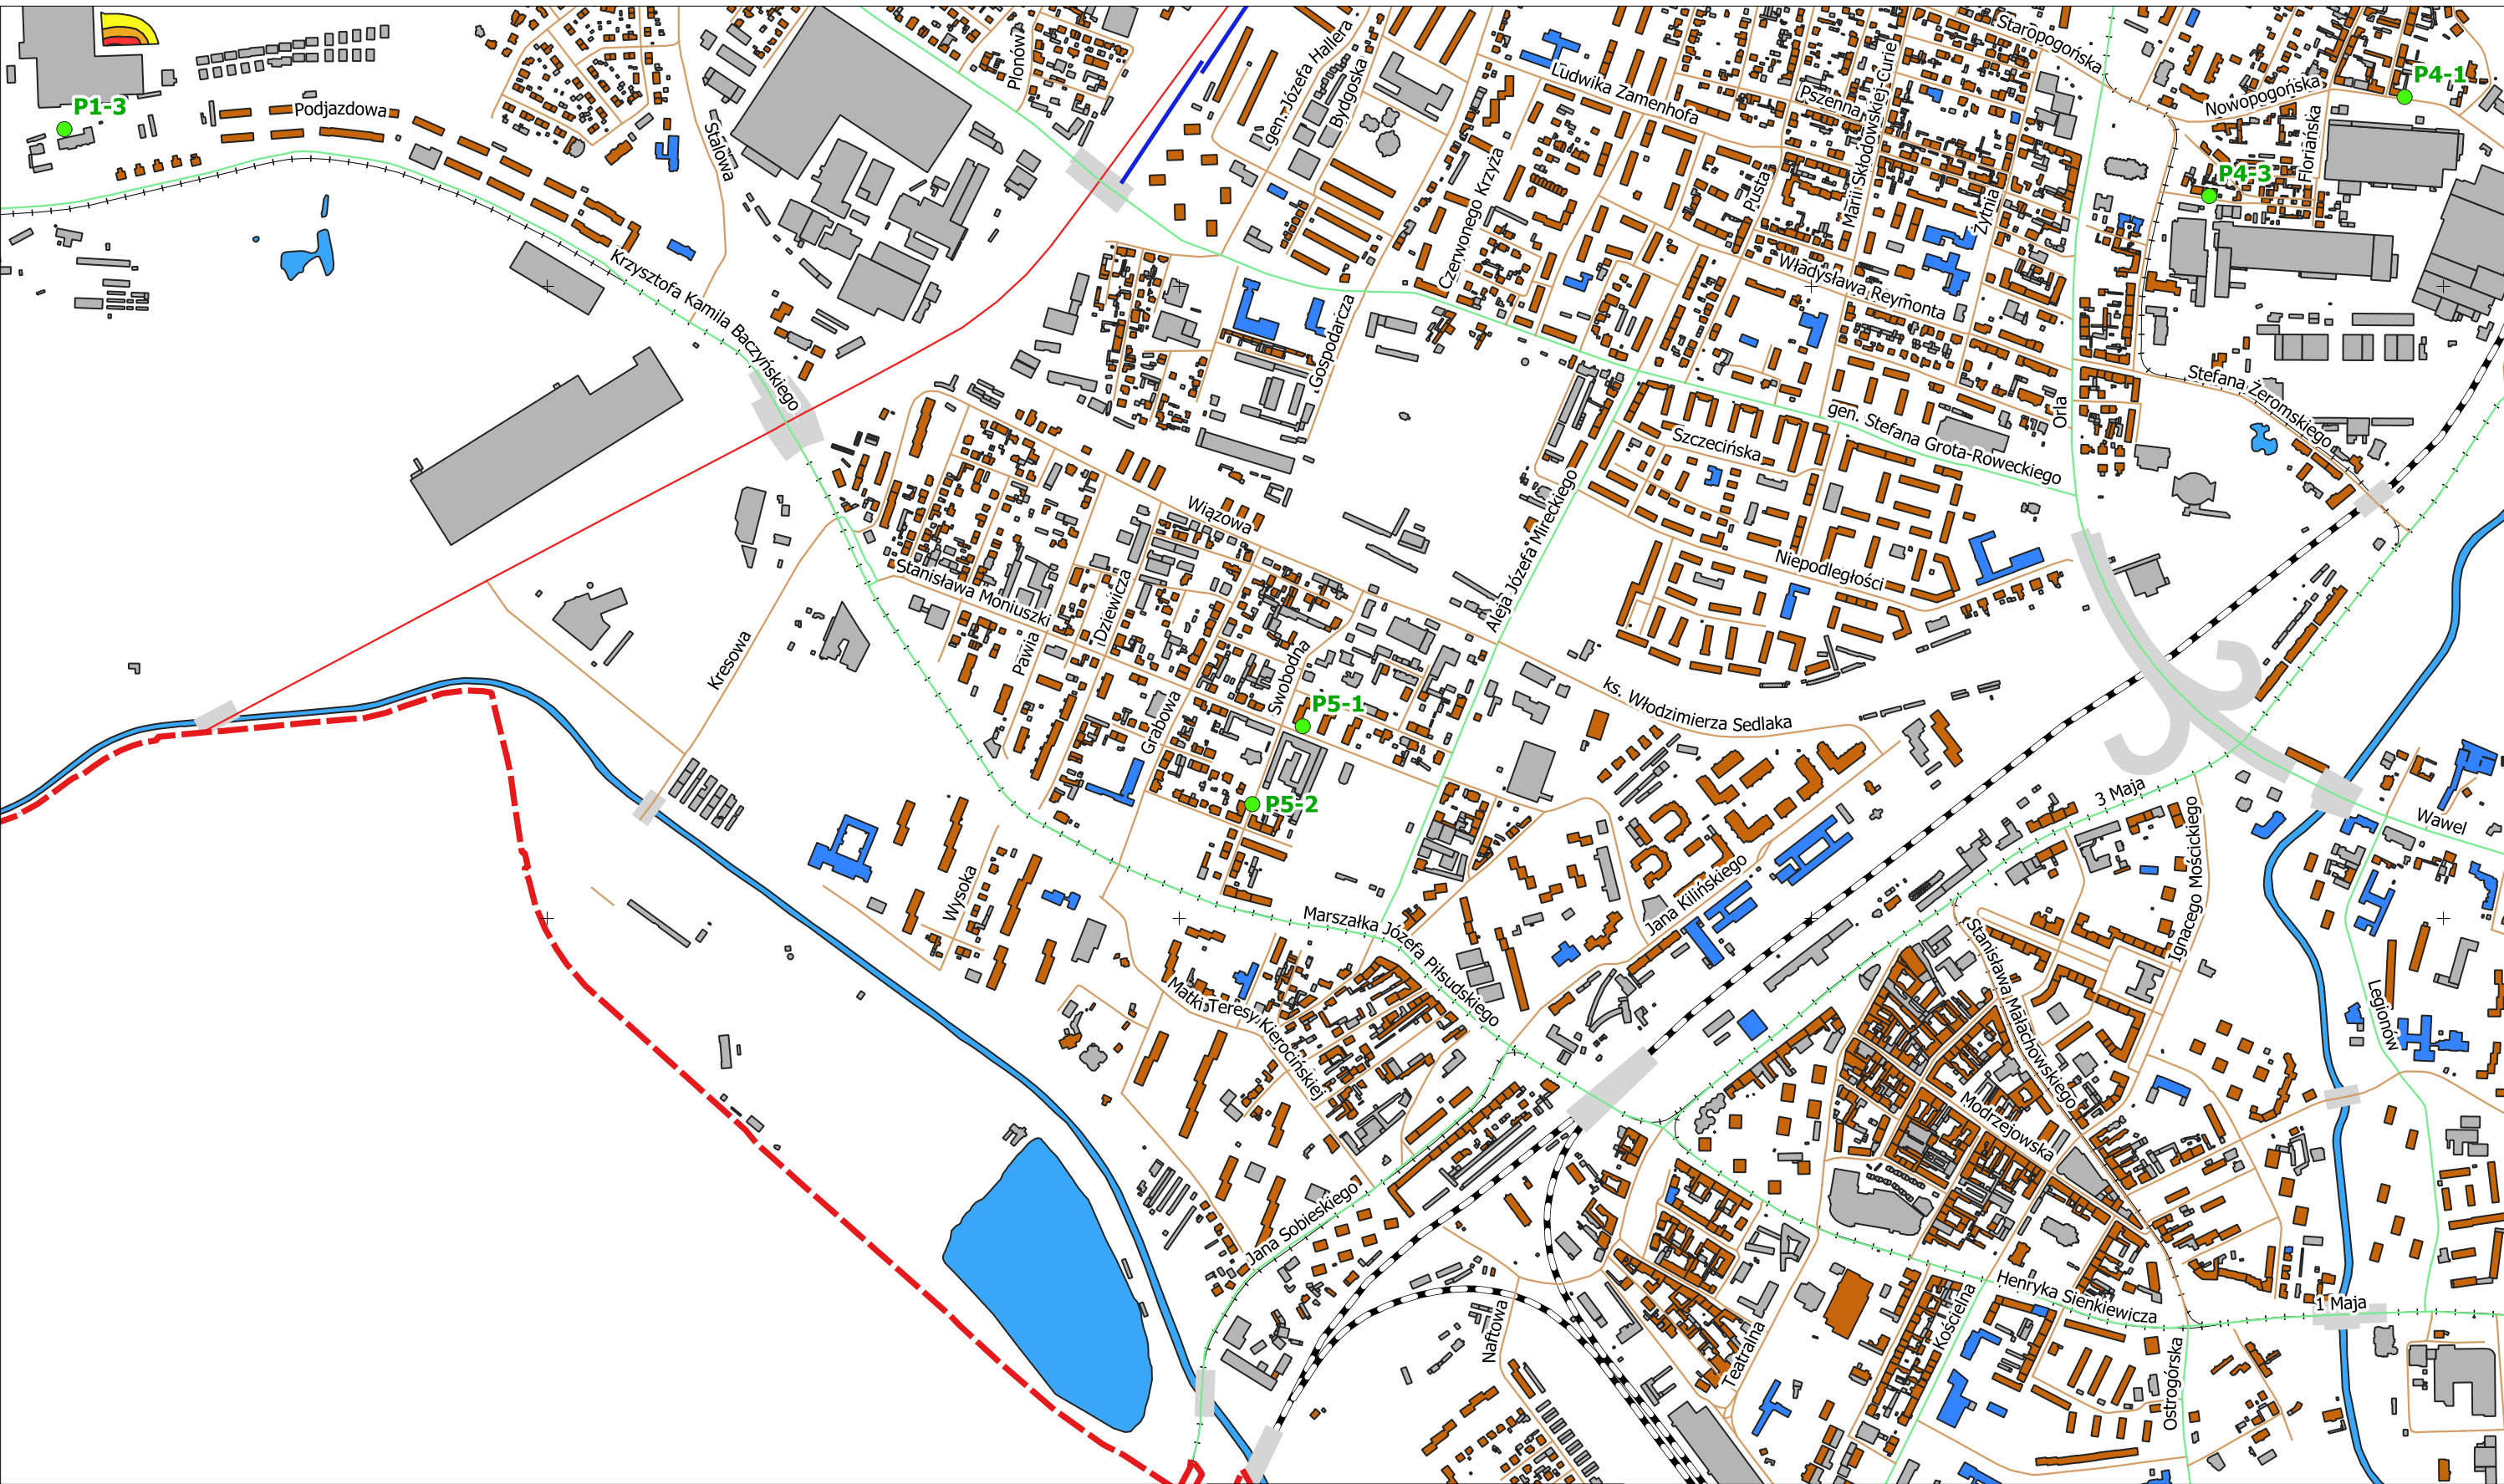 Staropogońska
Plonów
gen. Józefa Hallera
Bydgoska
Ludwika Zamenhofa
Pszenna
Marii Skłodowskiej Curie
P4-1
Nowopogońska
P1-3
Podjazdowa
Stalowa
Floriańska
P4-3
Czerwonego Krzyża
Pusta
Żytnia
Krzysztofa Kamila Baczyńskiego
Władysława Reymonta
Gospodarcza
Stefana Żeromskiego
Orla
gen. Stefana Grota-Roweckiego
Szczecińska
Wiązowa
Aleja Józefa Mireckiego
Niepodległości
Stanisława Moniuszki
Dziewicza
Pawia
Kresowa
Swobodna
P5-1
Grabowa
ks. Włodzimierza Sedlaka
P5-2
3 Maja
Wawel
Ignacego Mościckiego
Jana Kilińskiego
Wysoka
Marszałka Józefa Piłsudskiego
Stanisława Małachowskiego
Matki Teresy Kierocińskiej
Legionów
Modrzejowska
Jana Sobieskiego
Henryka Sienkiewicza
1 Maja
Naftowa
Teatralna
Kościelna
Ostrogórska